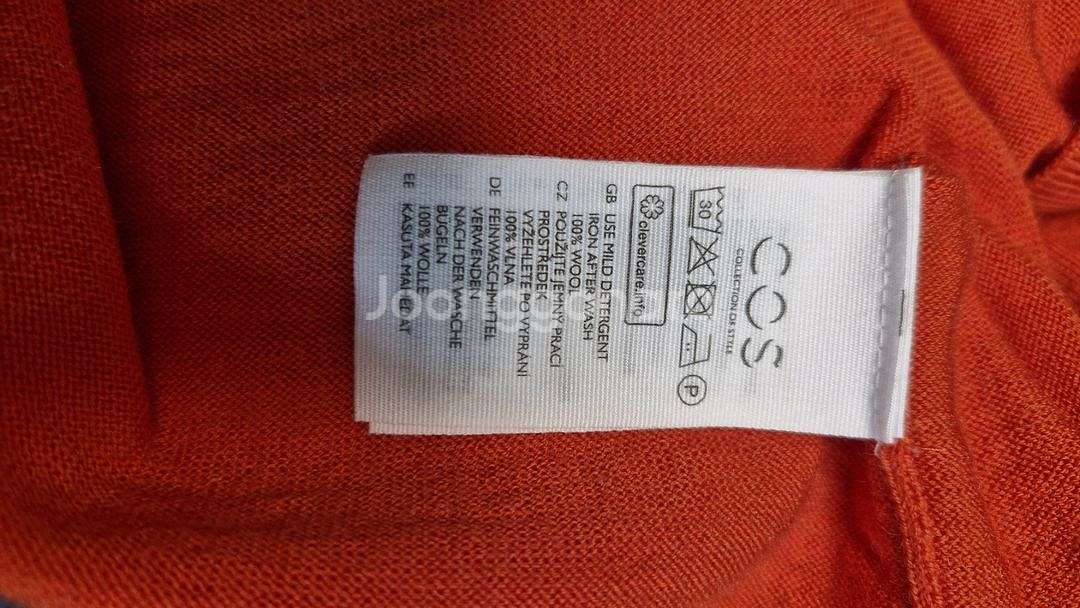 COS
COLLECTION OF STYLE
30
P
clevercare.info
GB USE MILD DETERGENT
IRON AFTER WASH
100% WOOL
CZ POUŽIJTE JEMNÝ PRACÍ
PROSTŘEDEK
VYŽEHLETE PO VYPRÁNÍ
100% VLNA
DE FEINWASCHMITTEL
VERWENDEN
NACH DER WÄSCHE
BÜGELN
100% WOLLE
EE KASUTA MAHEDAT